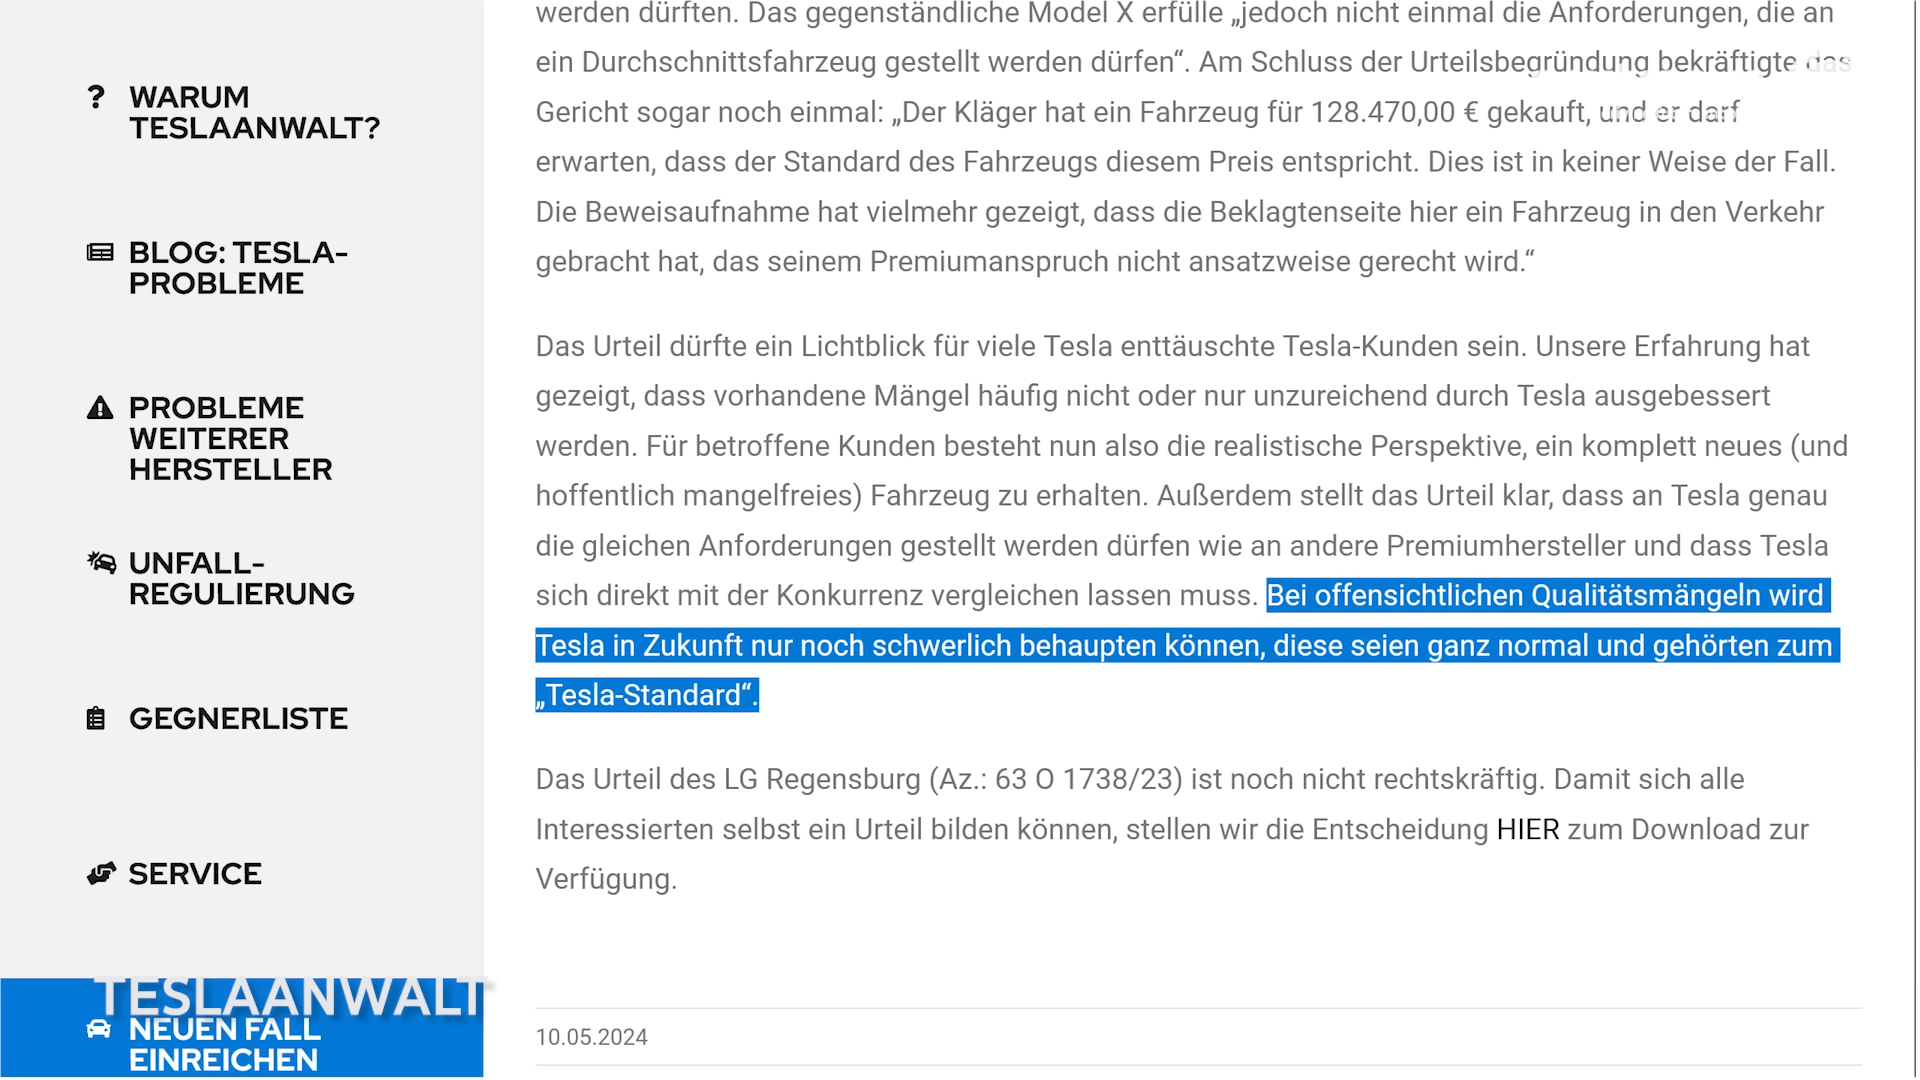 WARUM
TESLAANWALT?
BLOG: TESLA-
PROBLEME
PROBLEME
WEITERER
HERSTELLER
UNFALL-
REGULIERUNG
GEGNERLISTE
SERVICE
TESLAANWALT
NEUEN FALL
EINREICHEN
werden dürften. Das gegenständliche Model X erfülle „jedoch nicht einmal die Anforderungen, die an
ein Durchschnittsfahrzeug gestellt werden dürfen“. Am Schluss der Urteilsbegründung bekräftigte das
Gericht sogar noch einmal: „Der Kläger hat ein Fahrzeug für 128.470,00 € gekauft, und er darf
erwarten, dass der Standard des Fahrzeugs diesem Preis entspricht. Dies ist in keiner Weise der Fall.
Die Beweisaufnahme hat vielmehr gezeigt, dass die Beklagtenseite hier ein Fahrzeug in den Verkehr
gebracht hat, das seinem Premiumanspruch nicht ansatzweise gerecht wird.“
Das Urteil dürfte ein Lichtblick für viele Tesla enttäuschte Tesla-Kunden sein. Unsere Erfahrung hat
gezeigt, dass vorhandene Mängel häufig nicht oder nur unzureichend durch Tesla ausgebessert
werden. Für betroffene Kunden besteht nun also die realistische Perspektive, ein komplett neues (und
hoffentlich mangelfreies) Fahrzeug zu erhalten. Außerdem stellt das Urteil klar, dass an Tesla genau
die gleichen Anforderungen gestellt werden dürfen wie an andere Premiumhersteller und dass Tesla
sich direkt mit der Konkurrenz vergleichen lassen muss. Bei offensichtlichen Qualitätsmängeln wird
Tesla in Zukunft nur noch schwerlich behaupten können, diese seien ganz normal und gehörten zum
„Tesla-Standard“.
Das Urteil des LG Regensburg (Az.: 63 O 1738/23) ist noch nicht rechtskräftig. Damit sich alle
Interessierten selbst ein Urteil bilden können, stellen wir die Entscheidung HIER zum Download zur
Verfügung.
10.05.2024